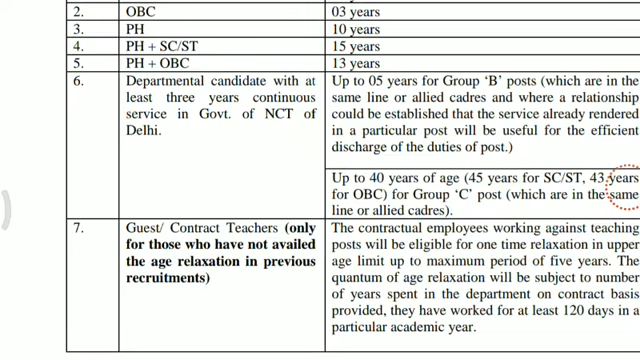 2. OBC 03 years
3. PH 10 years
4. PH + SC/ST 15 years
5. PH + OBC 13 years
6. Departmental candidate with at Up to 05 years for Group ‘B’ posts (which are in the
least three years continuous same line or allied cadres and where a relationship
service in Govt. of NCT of could be established that the service already rendered
Delhi. in a particular post will be useful for the efficient
discharge of the duties of post.)
Up to 40 years of age (45 years for SC/ST, 43 years
for OBC) for Group ‘C’ post (which are in the same
line or allied cadres).
7. Guest/ Contract Teachers (only The contractual employees working against teaching
for those who have not availed posts will be eligible for one time relaxation in upper
the age relaxation in previous age limit up to maximum period of five years. The
recruitments) quantum of age relaxation will be subject to number
of years spent in the department on contract basis
provided, they have worked for at least 120 days in a
particular academic year.